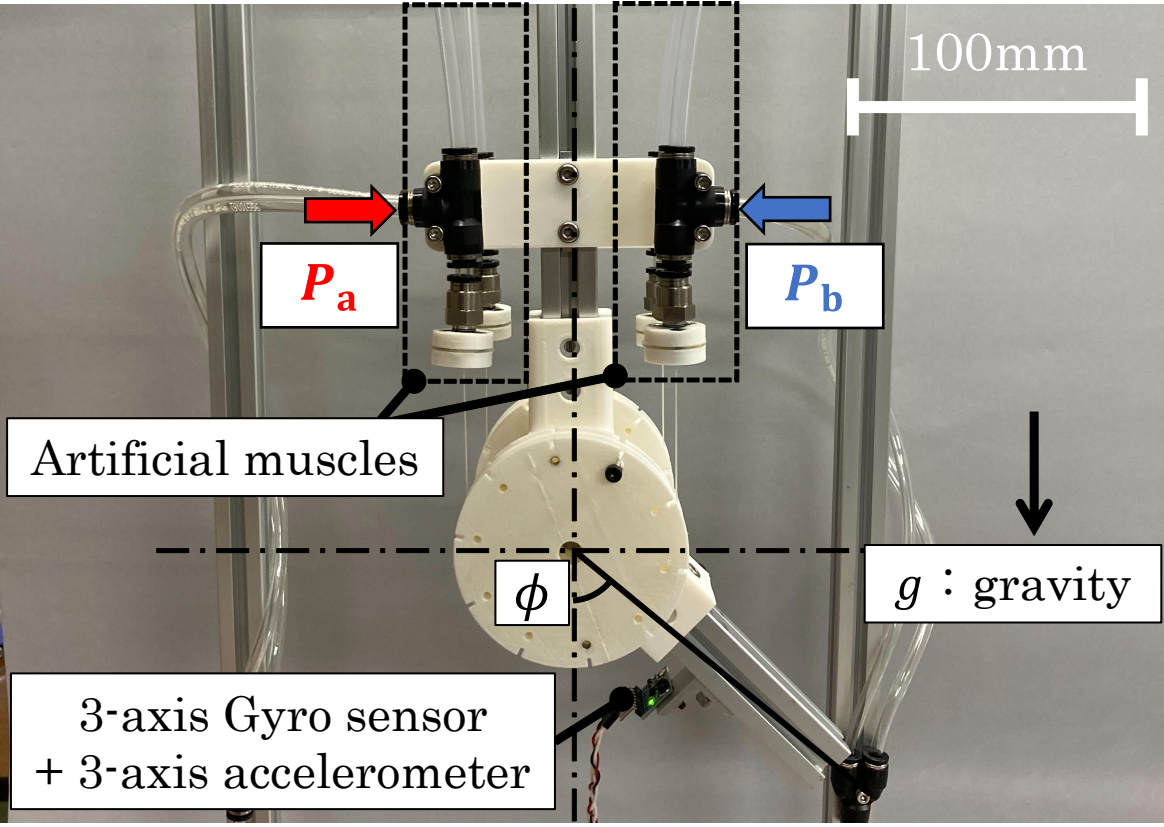 100mm
Pa
Pb
Artificial muscles
g : gravity
ϕ
3-axis Gyro sensor
+ 3-axis accelerometer